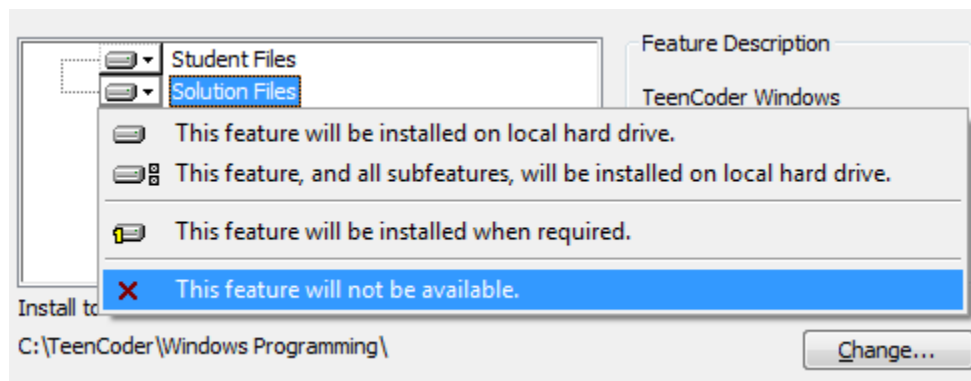 Student Files
Feature Description
Solution Files
TeenCoder Windows
This feature will be installed on local hard drive.
This feature, and all subfeatures, will be installed on local hard drive.
This feature will be installed when required.
This feature will not be available.
Install to
C:\TeenCoder\Windows Programming\
Change...